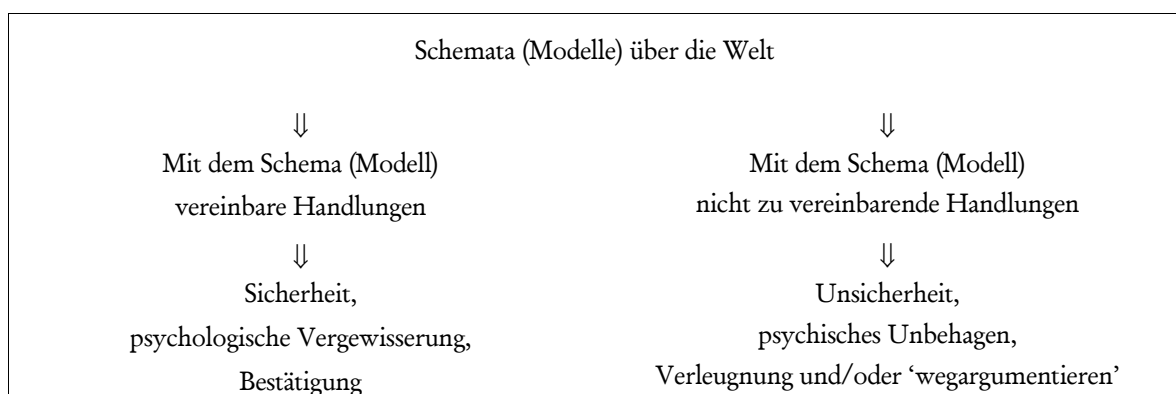 Schemata (Modelle) über die Welt
⇓ ⇓
Mit dem Schema (Modell) Mit dem Schema (Modell)
vereinbare Handlungen nicht zu vereinbarende Handlungen
⇓ ⇓
Sicherheit, Unsicherheit,
psychologische Vergewisserung, psychisches Unbehagen,
Bestätigung Verleugnung und/oder ‘wegargumentieren’